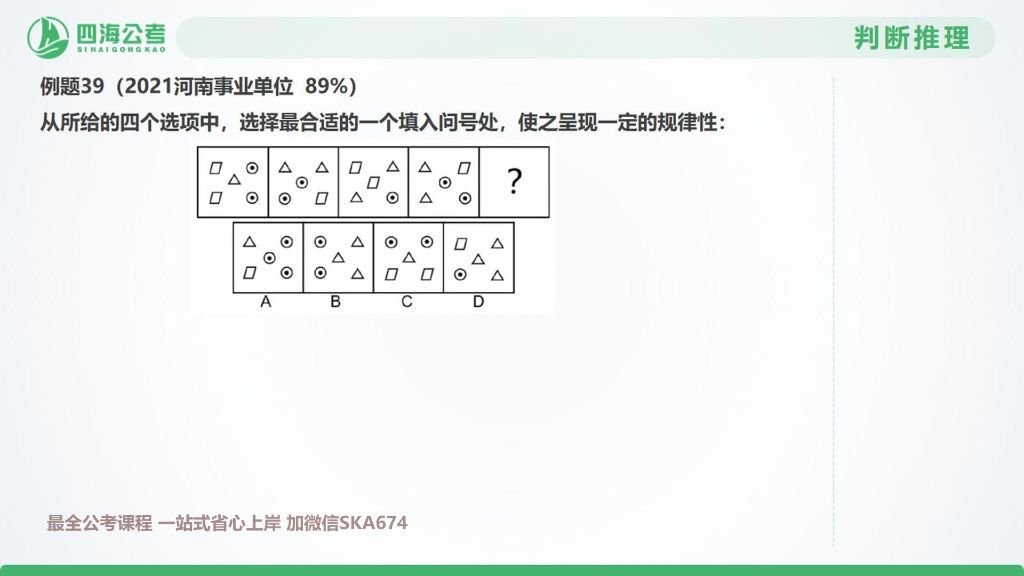 四海公考
SIHAIGONGKAO
判断推理
例题39（2021河南事业单位 89%）
从所给的四个选项中，选择最合适的一个填入问号处，使之呈现一定的规律性：
?
A B C D
最全公考课程 一站式省心上岸 加微信SKA674